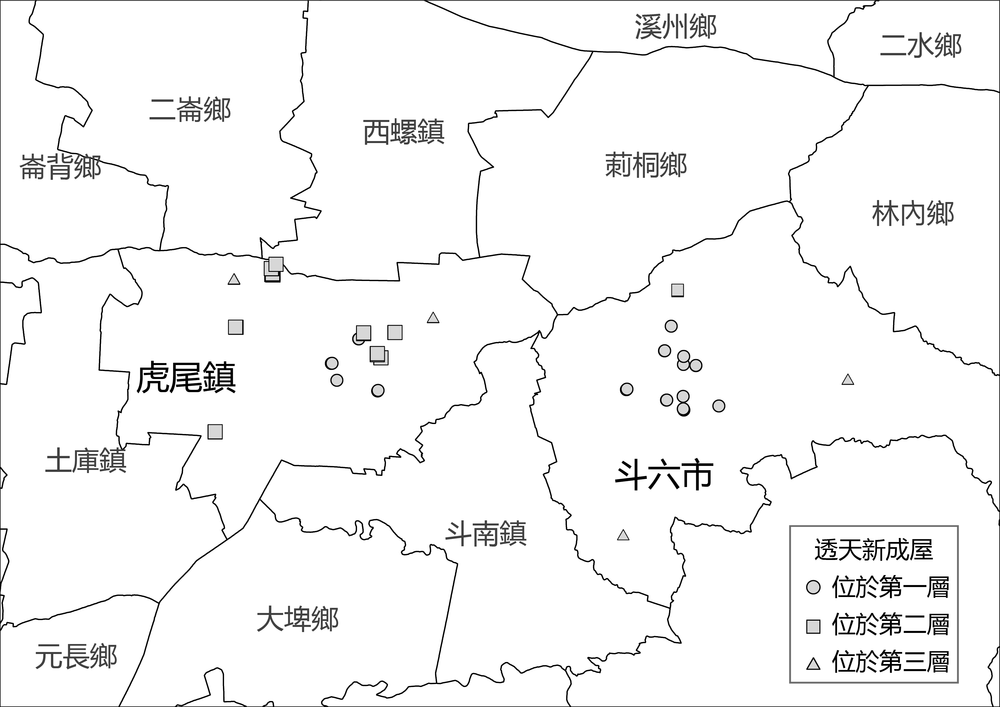 溪州鄉
二水鄉
二崙鄉
西螺鎮
崙背鄉
莿桐鄉
林內鄉
虎尾鎮
土庫鎮
斗六市
斗南鎮
大埤鄉
元長鄉
透天新成屋
位於第一層
位於第二層
位於第三層